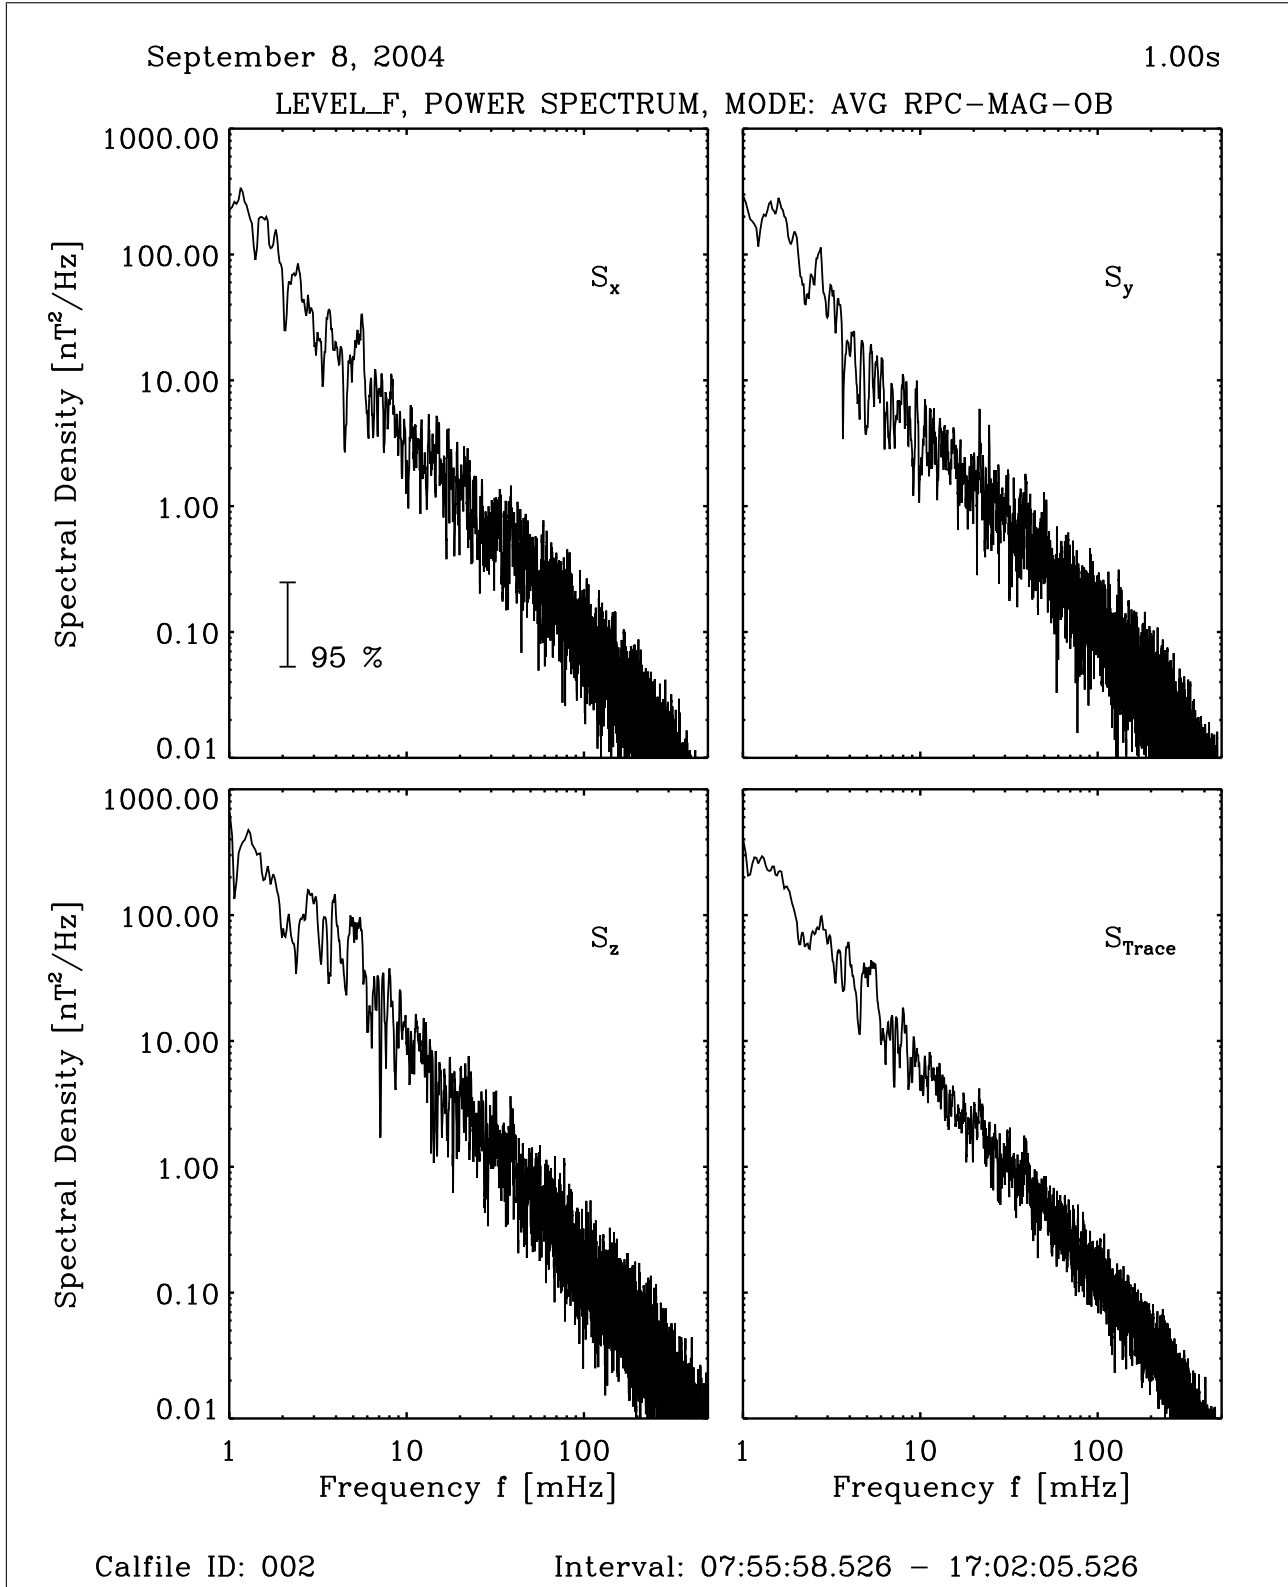 September 8, 2004 1.00s
LEVEL_F, POWER SPECTRUM, MODE: AVG RPC-MAG-OB
1000.00
100.00
10.00
1.00
0.10
0.01
Spectral Density [nT²/Hz]
Sx
95 %
Sy
1000.00
100.00
10.00
1.00
0.10
0.01
Spectral Density [nT²/Hz]
Sz
STrace
1 10 100
1 10 100
Frequency f [mHz]
Frequency f [mHz]
Calfile ID: 002 Interval: 07:55:58.526 – 17:02:05.526